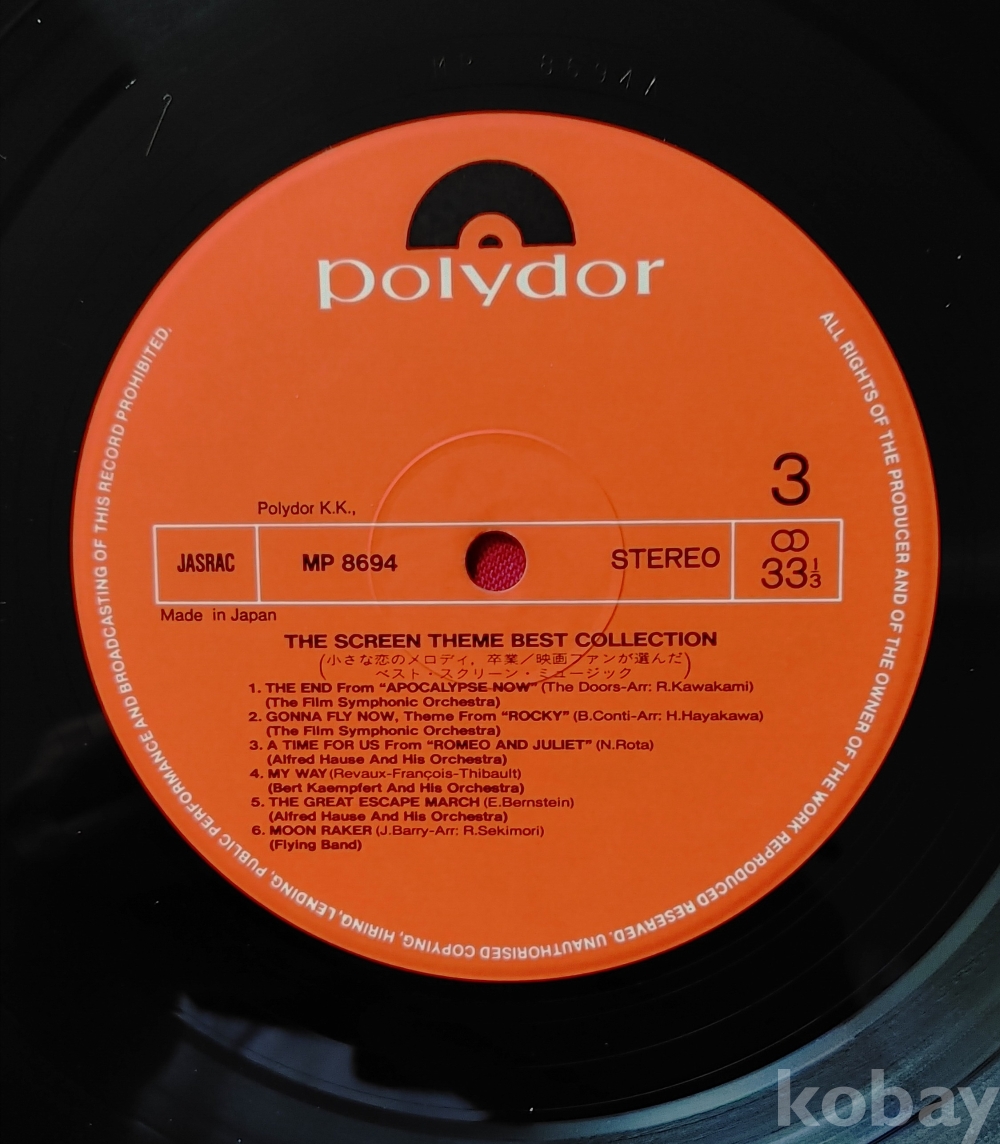 MP 8694 1
polydor
ALL RIGHTS OF THE PRODUCER AND OF THE OWNER OF THE WORK REPRODUCED RESERVED. UNAUTHORISED COPYING, HIRING, LENDING, PUBLIC PERFORMANCE AND BROADCASTING OF THIS RECORD PROHIBITED.
3
Polydor K.K.,
JASRAC
MP 8694
STEREO
∞
33⅓
Made in Japan
THE SCREEN THEME BEST COLLECTION
(小さな恋のメロディ, 卒業/映画ファンが選んだ
ベスト・スクリーン・ミュージック)
1. THE END From “APOCALYPSE NOW” (The Doors-Arr: R.Kawakami)
(The Film Symphonic Orchestra)
2. GONNA FLY NOW, Theme From “ROCKY” (B.Conti-Arr: H.Hayakawa)
(The Film Symphonic Orchestra)
3. A TIME FOR US From “ROMEO AND JULIET” (N.Rota)
(Alfred Hause And His Orchestra)
4. MY WAY (Revaux-François-Thibault)
(Bert Kaempfert And His Orchestra)
5. THE GREAT ESCAPE MARCH (E.Bernstein)
(Alfred Hause And His Orchestra)
6. MOON RAKER (J.Barry-Arr: R.Sekimori)
(Flying Band)
kobay